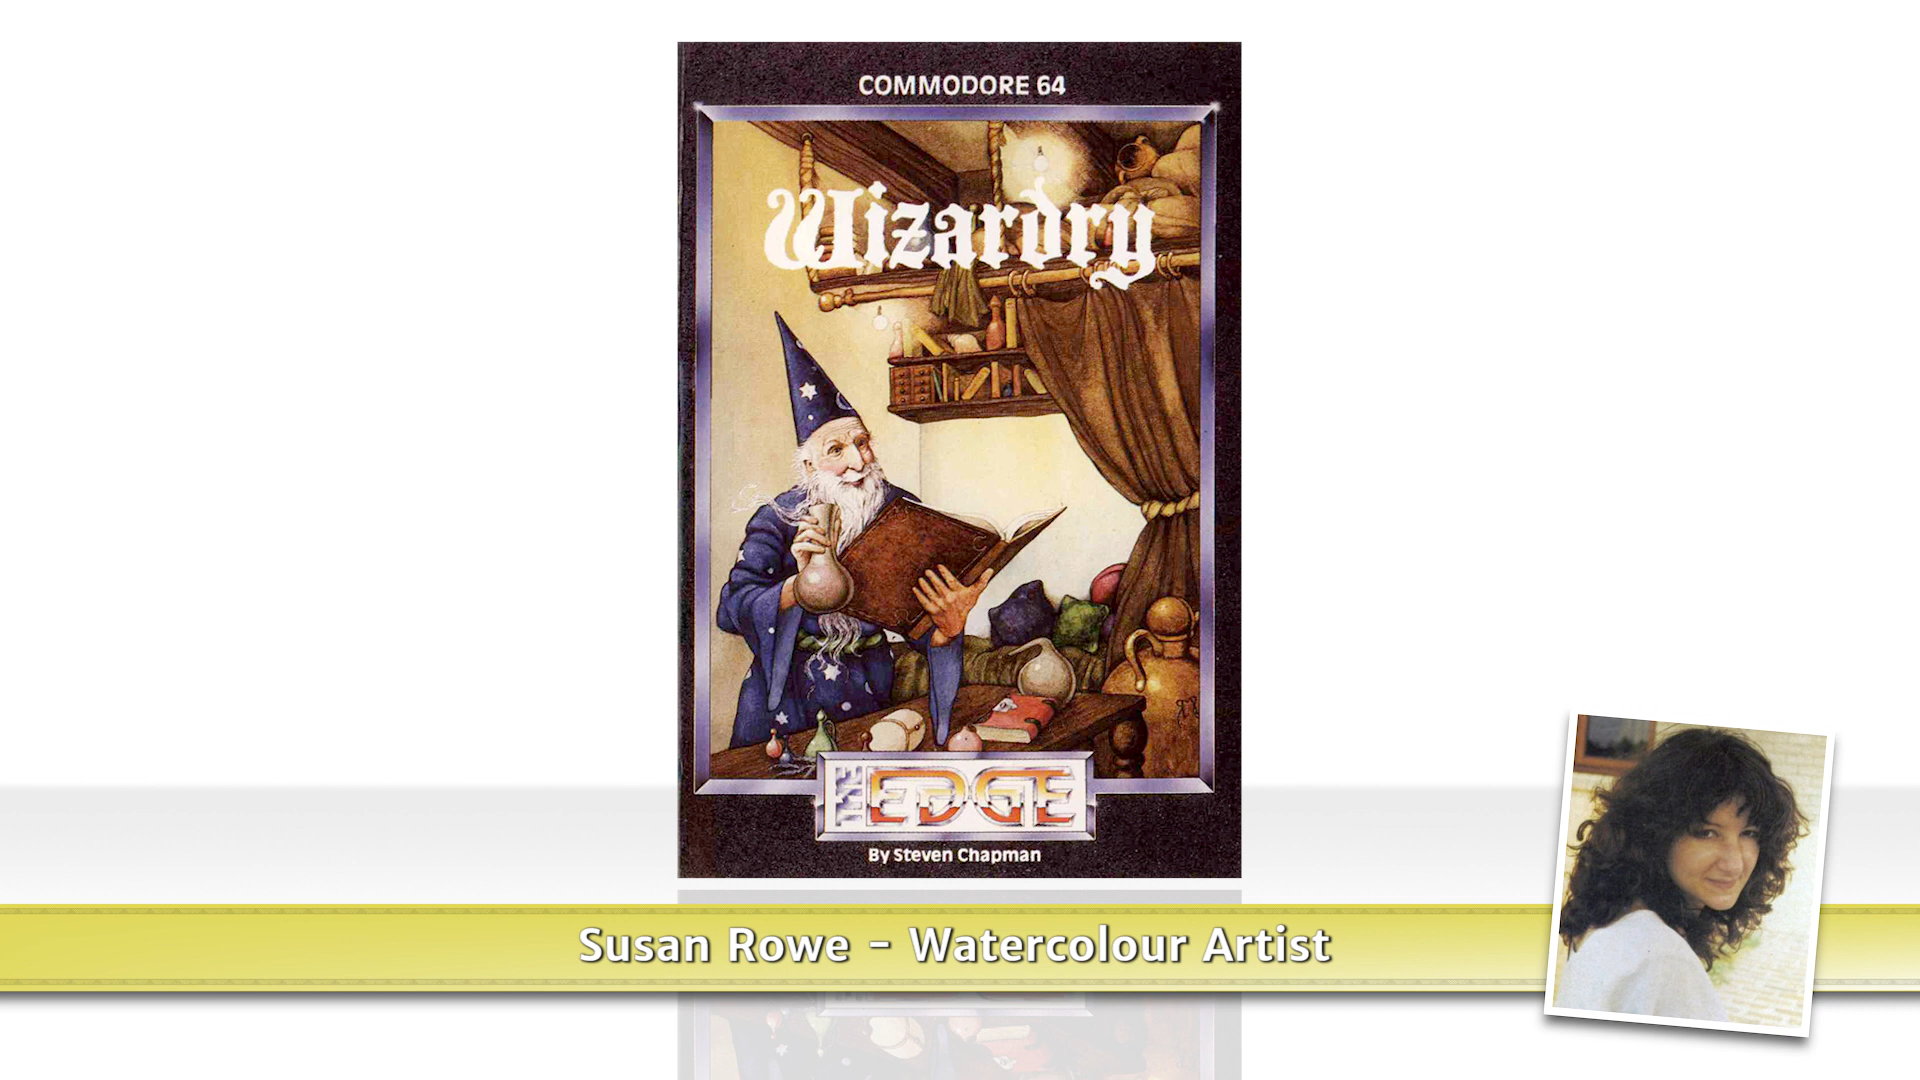 COMMODORE 64
Wizardry
THE EDGE
By Steven Chapman
Susan Rowe - Watercolour Artist